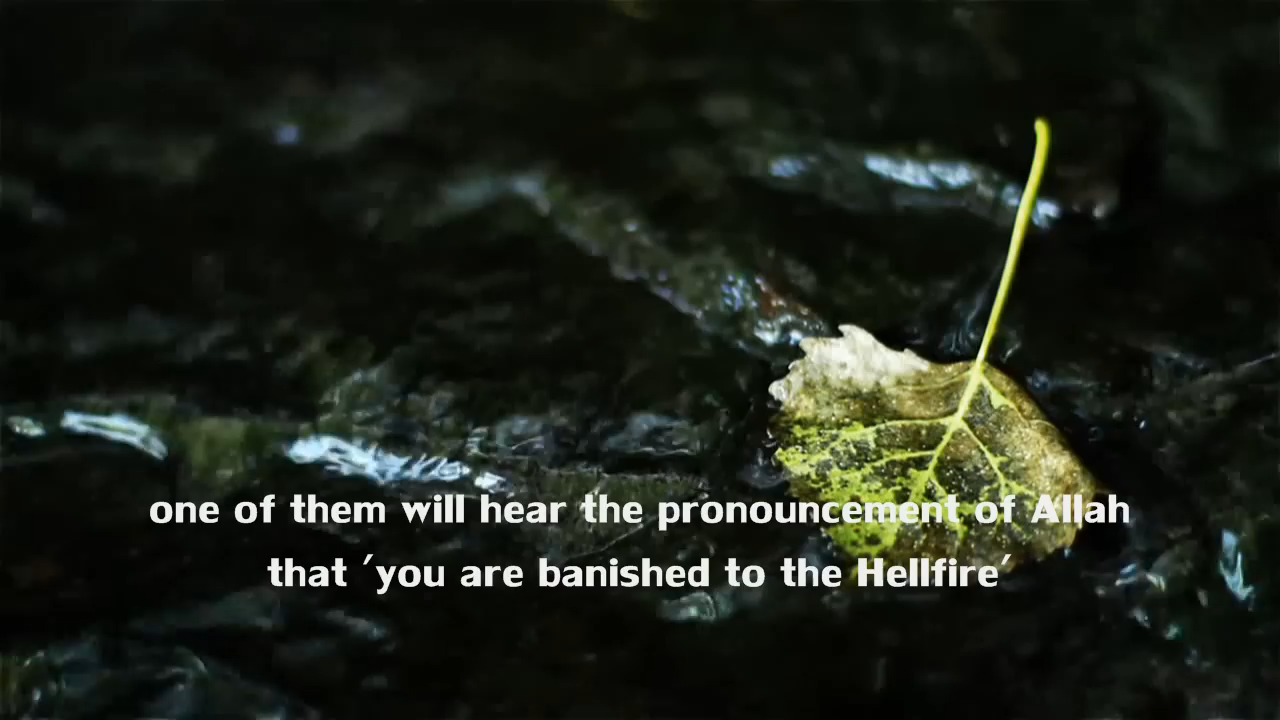 one of them will hear the pronouncement of Allah
that ′you are banished to the Hellfire′